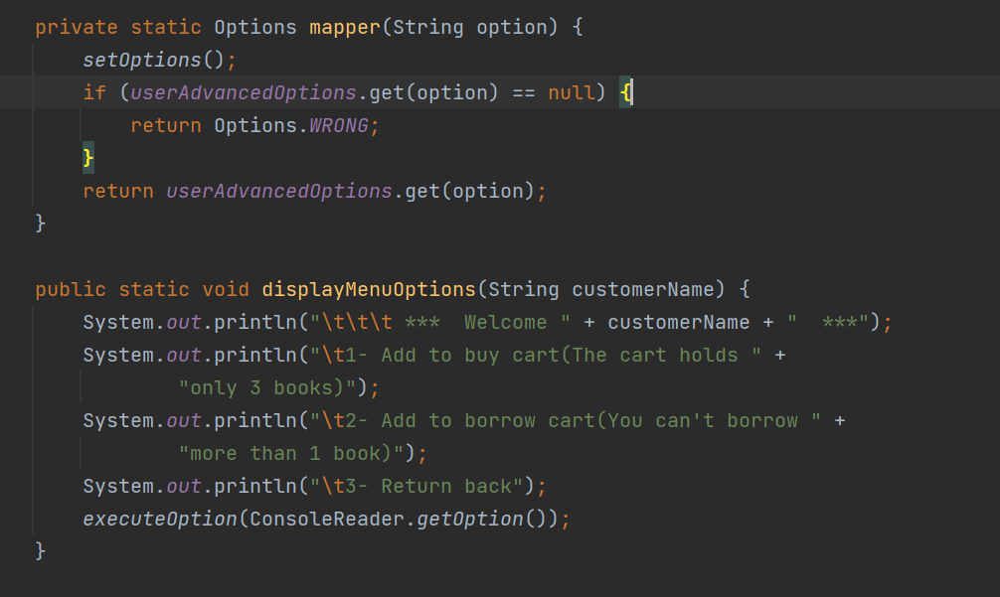 private static Options mapper(String option) {
    setOptions();
    if (userAdvancedOptions.get(option) == null) {
        return Options.WRONG;
    }
    return userAdvancedOptions.get(option);
}
public static void displayMenuOptions(String customerName) {
    System.out.println("\t\t\t ***  Welcome " + customerName + "  ***");
    System.out.println("\t1- Add to buy cart(The cart holds " +
            "only 3 books)");
    System.out.println("\t2- Add to borrow cart(You can't borrow " +
            "more than 1 book)");
    System.out.println("\t3- Return back");
    executeOption(ConsoleReader.getOption());
}